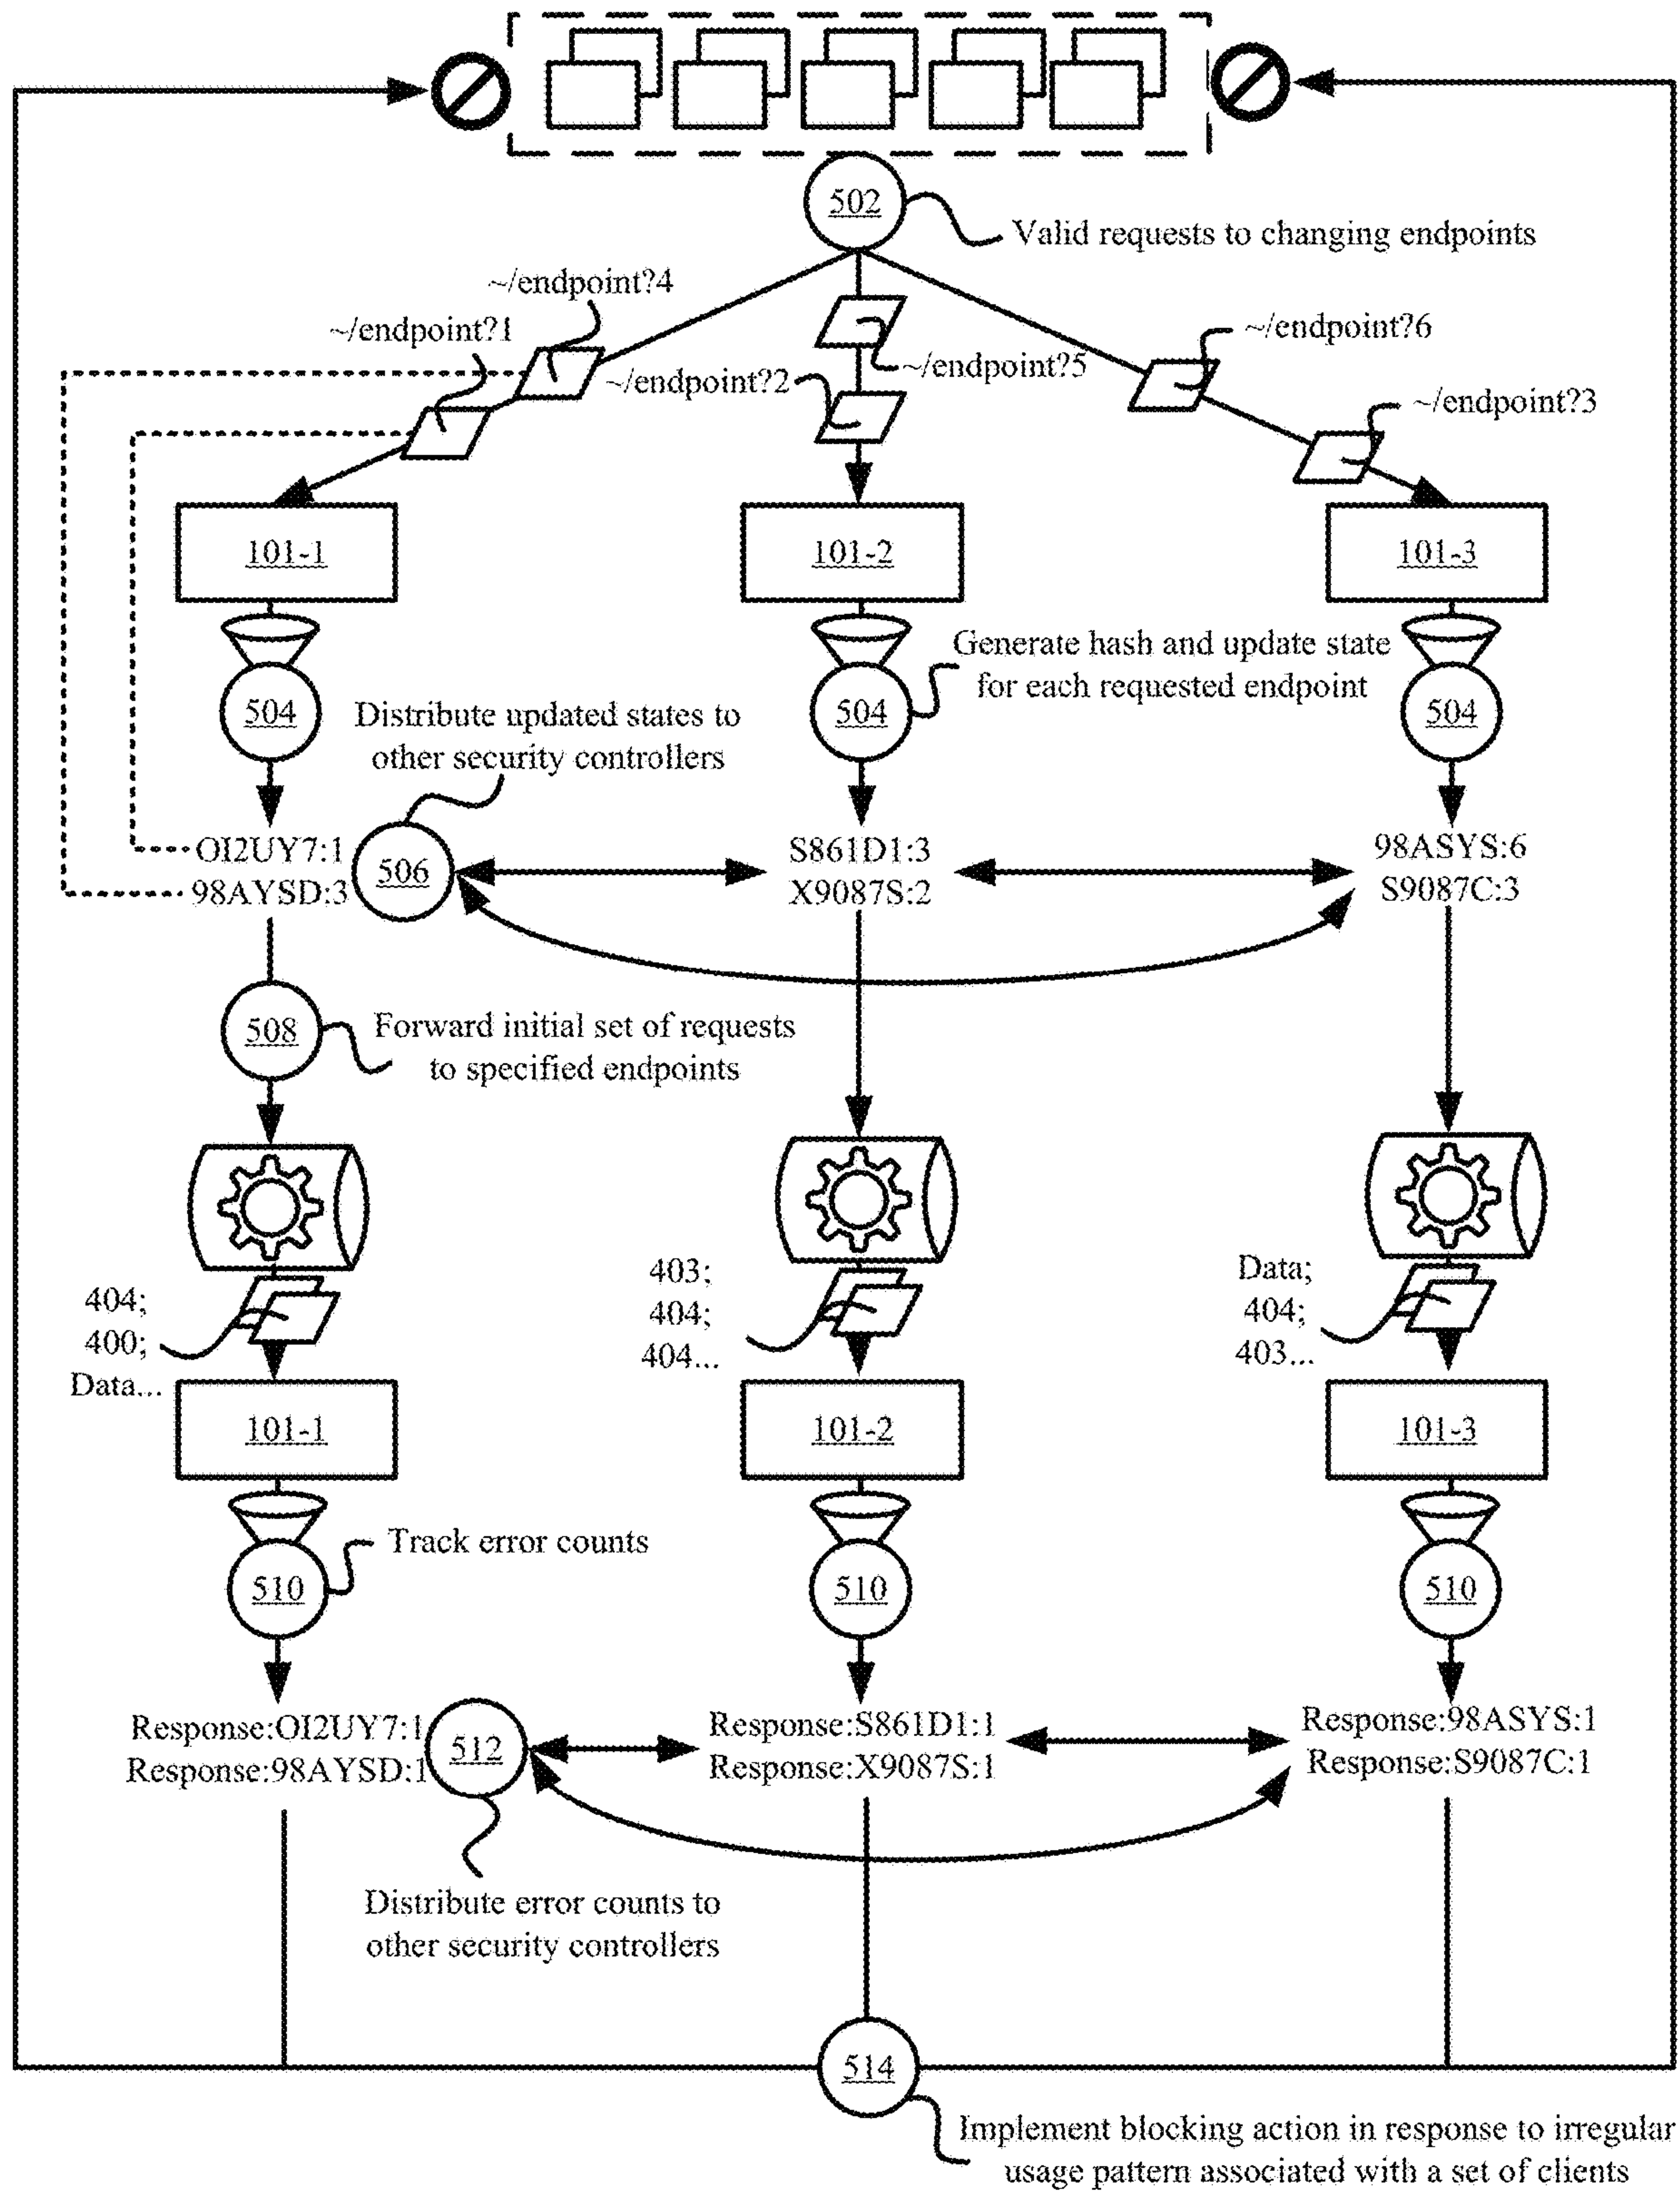 502
Valid requests to changing endpoints
~/endpoint?4
~/endpoint?1
~/endpoint?6
~/endpoint?5
~/endpoint?2
~/endpoint?3
101-1
101-2
101-3
Generate hash and update state
for each requested endpoint
504
504
504
Distribute updated states to
other security controllers
OI2UY7:1
98AYSD:3
506
S861D1:3
X9087S:2
98ASYS:6
S9087C:3
508
Forward initial set of requests
to specified endpoints
404;
400;
Data...
403;
404;
404...
Data;
404;
403...
101-1
101-2
101-3
Track error counts
510
510
510
Response:OI2UY7:1
Response:98AYSD:1
512
Response:S861D1:1
Response:X9087S:1
Response:98ASYS:1
Response:S9087C:1
Distribute error counts to
other security controllers
514
Implement blocking action in response to irregular
usage pattern associated with a set of clients